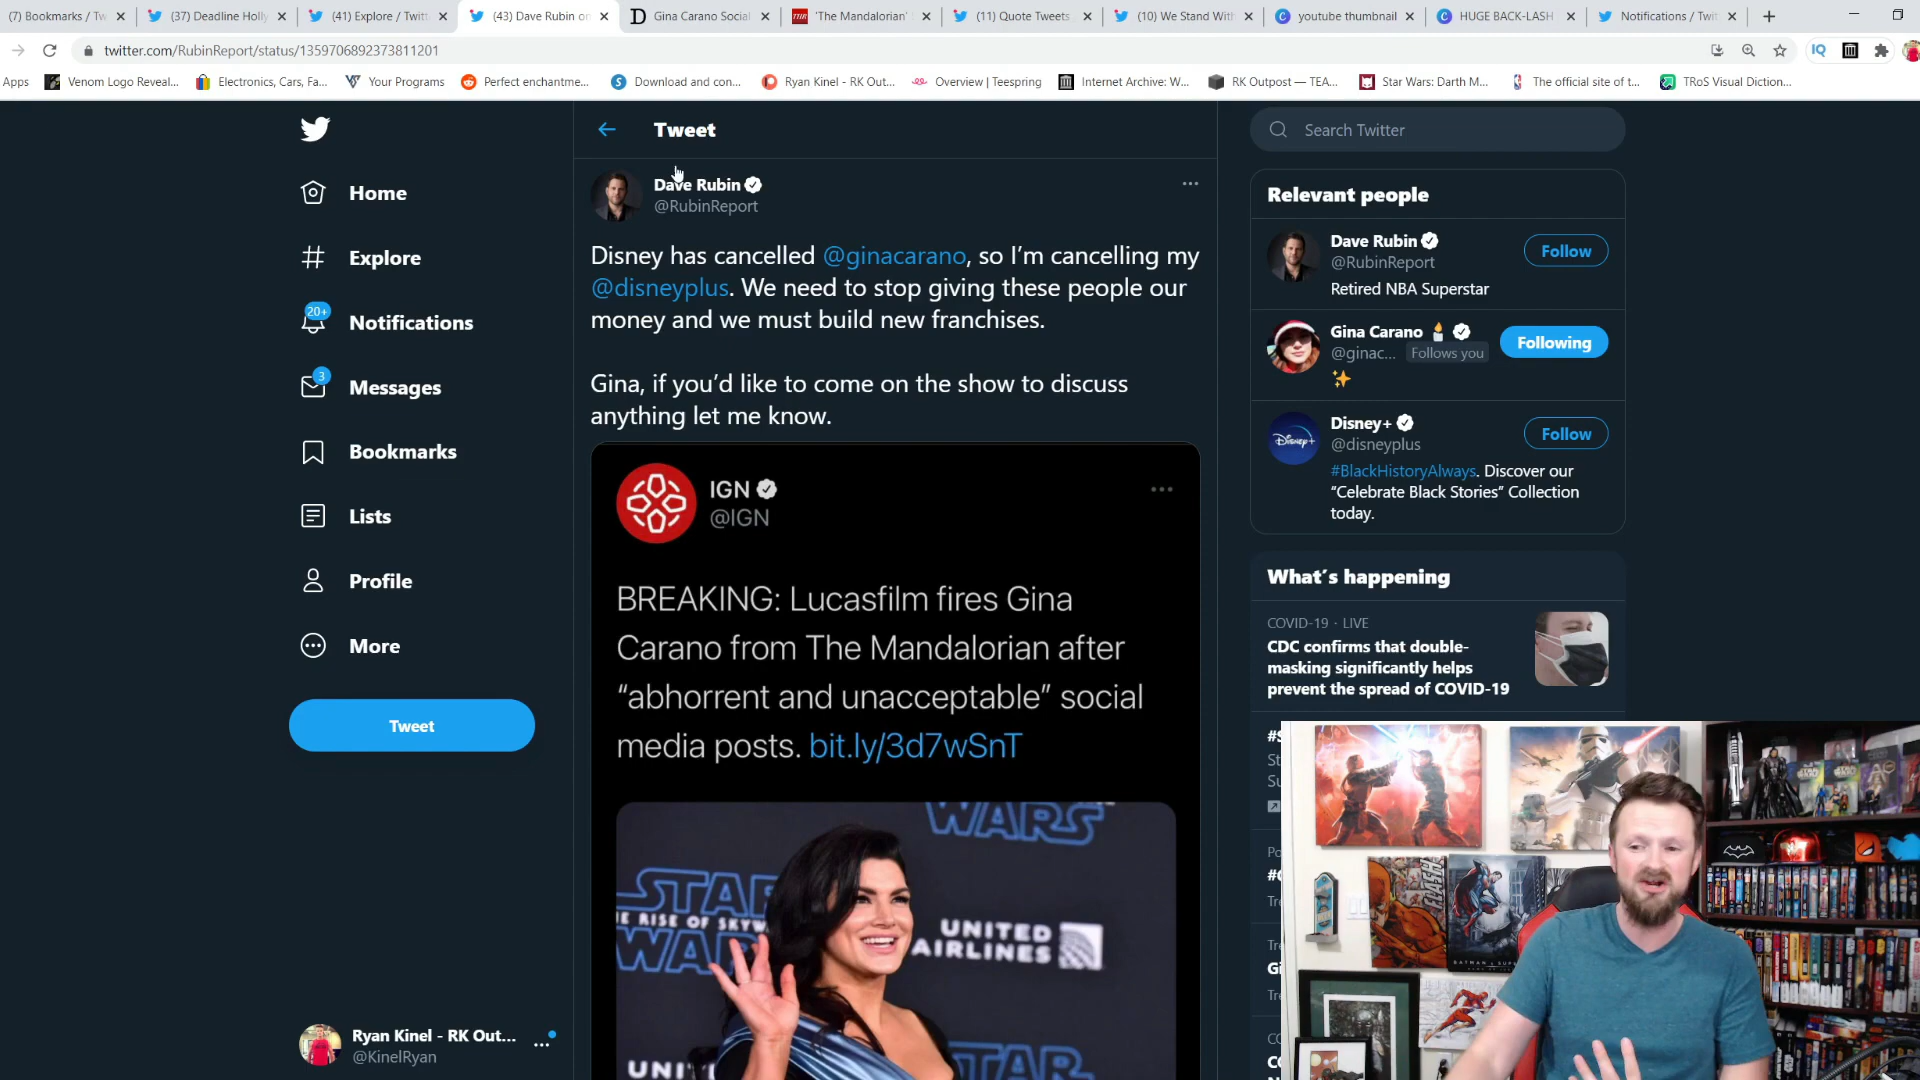 (7) Bookmarks / Tw
(37) Deadline Holly
(41) Explore / Twitt
(43) Dave Rubin on
Gina Carano Social
'The Mandalorian'
(11) Quote Tweets
(10) We Stand With
youtube thumbnail
HUGE BACK-LASH
Notifications / Twit
twitter.com/RubinReport/status/1359706892373811201
Apps
Venom Logo Reveal...
Electronics, Cars, Fa...
Your Programs
Perfect enchantme...
Download and con...
Ryan Kinel - RK Out...
Overview | Teespring
Internet Archive: W...
RK Outpost — TEA...
Star Wars: Darth M...
The official site of t...
TRoS Visual Diction...
Home
Explore
20+
Notifications
3
Messages
Bookmarks
Lists
Profile
More
Tweet
Ryan Kinel - RK Out...
@KinelRyan
Tweet
Dave Rubin
@RubinReport
Disney has cancelled @ginacarano, so I'm cancelling my
@disneyplus. We need to stop giving these people our
money and we must build new franchises.
Gina, if you'd like to come on the show to discuss
anything let me know.
IGN
@IGN
BREAKING: Lucasfilm fires Gina
Carano from The Mandalorian after
“abhorrent and unacceptable” social
media posts. bit.ly/3d7wSnT
WARS
STAR
E RISE OF SKYW
WAR
UNITED
AIRLINES
UNI
STAR
Search Twitter
Relevant people
Dave Rubin
@RubinReport
Follow
Retired NBA Superstar
Gina Carano
@ginac...
Follows you
Following
Disney+
@disneyplus
Follow
Disney+
#BlackHistoryAlways. Discover our
“Celebrate Black Stories” Collection
today.
What's happening
COVID-19 · LIVE
CDC confirms that double-
masking significantly helps
prevent the spread of COVID-19